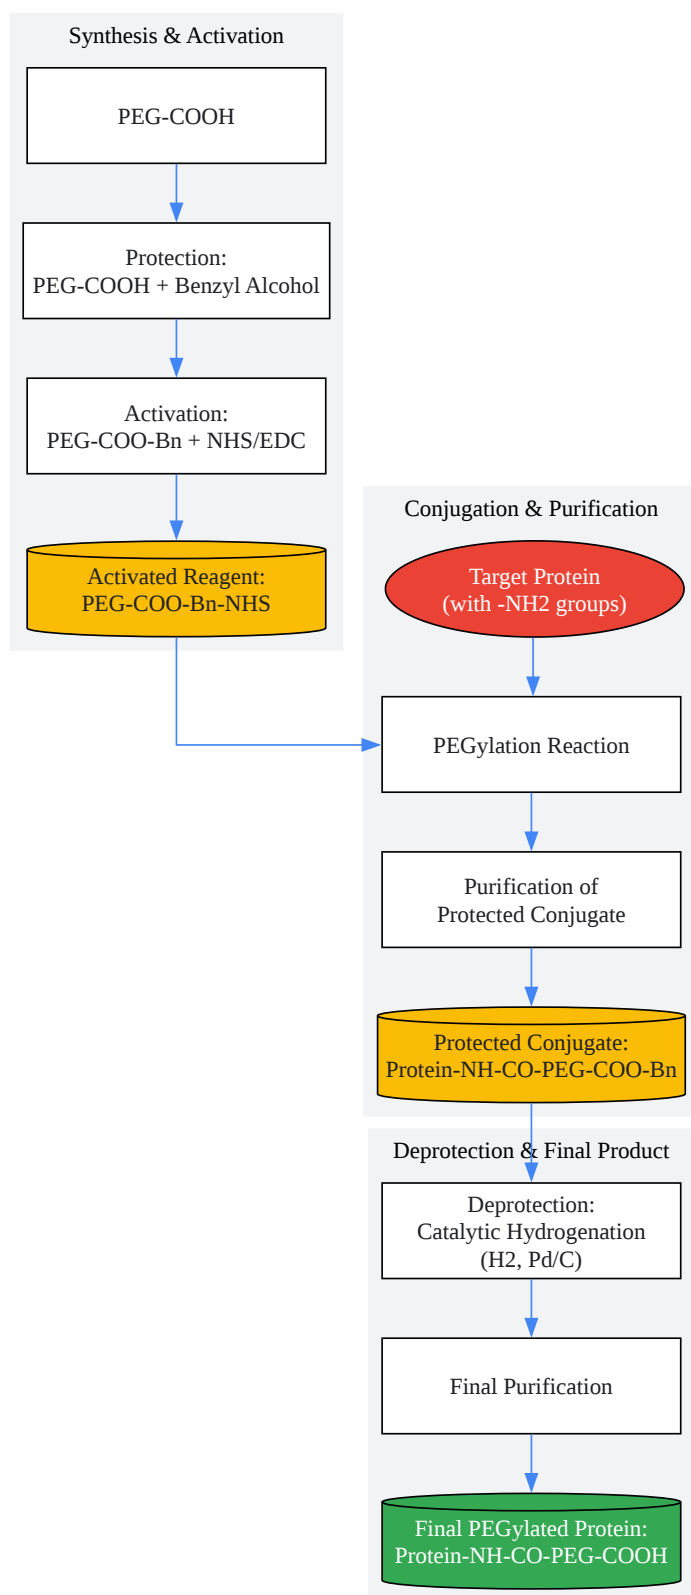 Synthesis & Activation
PEG-COOH
Protection:
PEG-COOH + Benzyl Alcohol
Activation:
PEG-COO-Bn + NHS/EDC
Activated Reagent:
PEG-COO-Bn-NHS
Conjugation & Purification
Target Protein
(with -NH2 groups)
PEGylation Reaction
Purification of
Protected Conjugate
Protected Conjugate:
Protein-NH-CO-PEG-COO-Bn
Deprotection & Final Product
Deprotection:
Catalytic Hydrogenation
(H2, Pd/C)
Final Purification
Final PEGylated Protein:
Protein-NH-CO-PEG-COOH